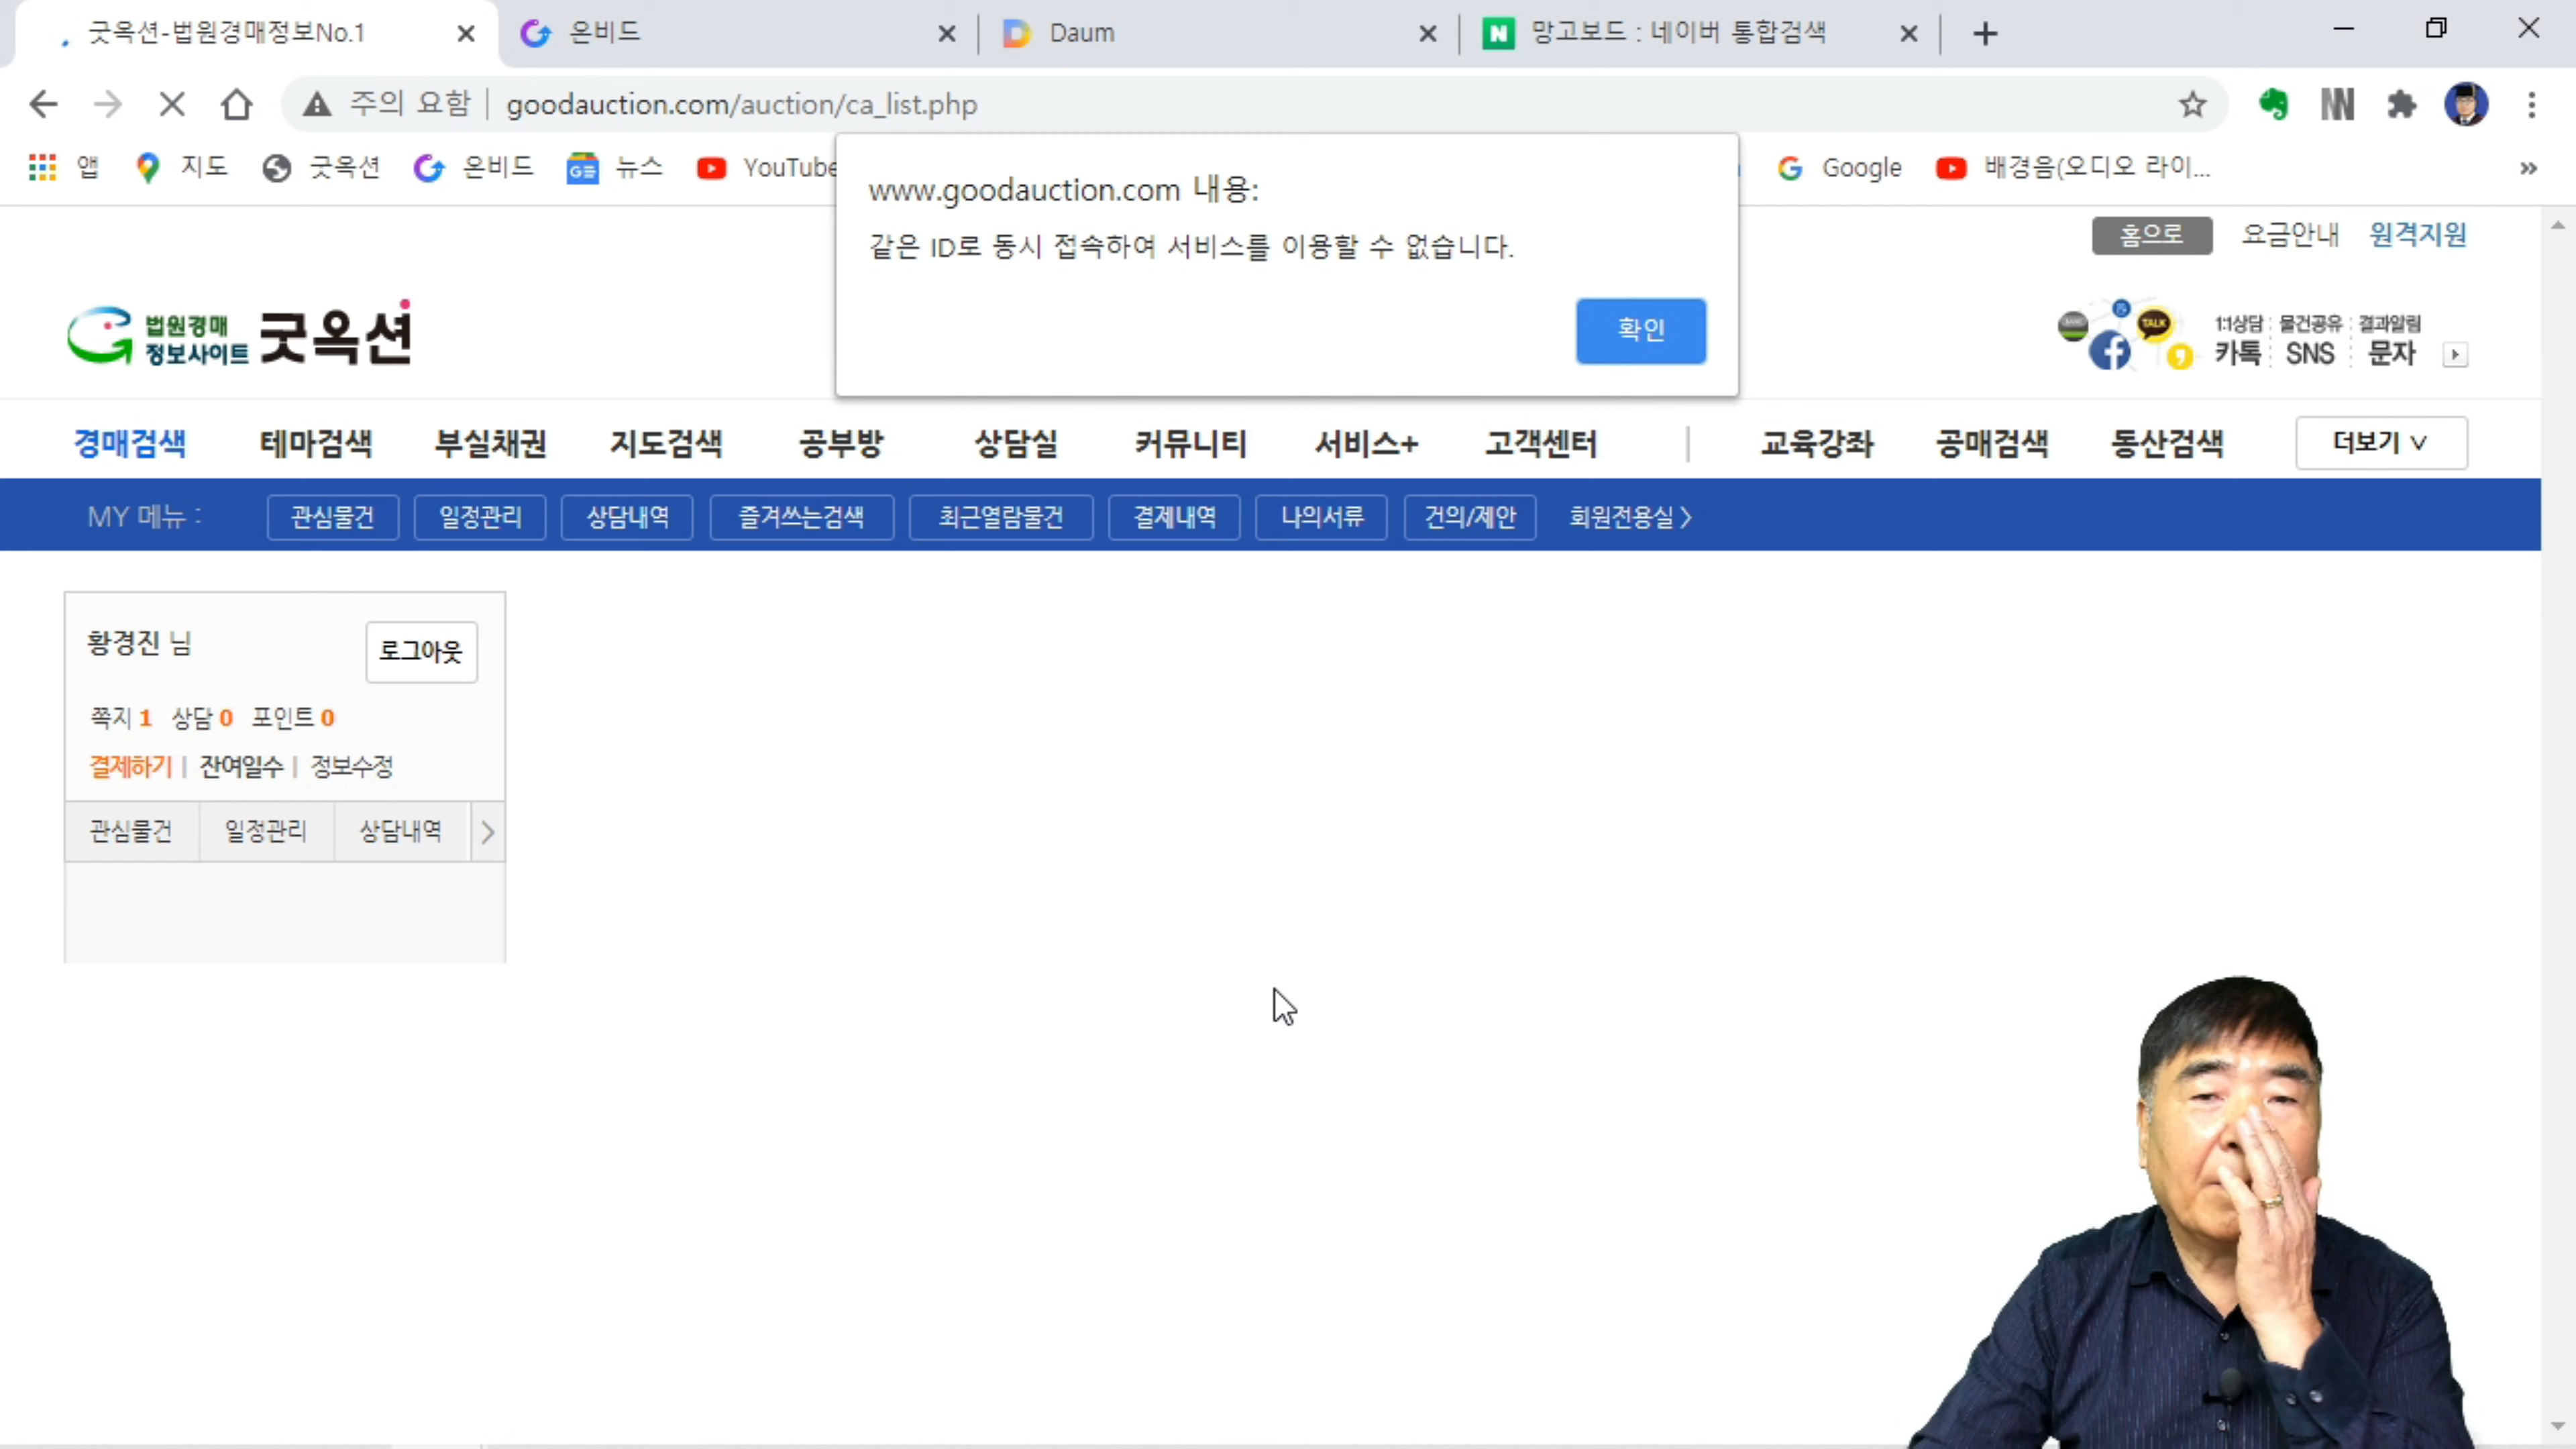 굿옥션-법원경매정보No.1
온비드
Daum
망고보드 : 네이버 통합검색
주의 요함
goodauction.com/auction/ca_list.php
앱
지도
굿옥션
온비드
뉴스
YouTube
Google
배경음(오디오 라이...
www.goodauction.com 내용:
같은 ID로 동시 접속하여 서비스를 이용할 수 없습니다.
확인
홈으로
요금안내
원격지원
법원경매
정보사이트
굿옥션
TALK
1:1상담 물건공유 결과알림
카톡 SNS 문자
경매검색 테마검색 부실채권 지도검색 공부방 상담실 커뮤니티 서비스+ 고객센터 | 교육강좌 공매검색 동산검색 더보기 ∨
MY 메뉴 : 관심물건 일정관리 상담내역 즐겨쓰는검색 최근열람물건 결제내역 나의서류 건의/제안 회원전용실 〉
황경진 님
로그아웃
쪽지 1 상담 0 포인트 0
결제하기 | 잔여일수 | 정보수정
관심물건 일정관리 상담내역